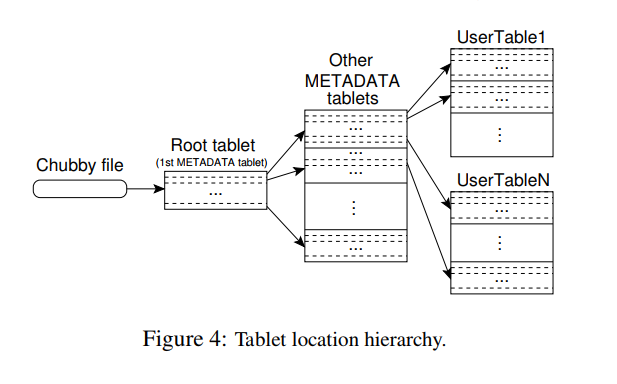 Chubby file
Root tablet
(1st METADATA tablet)
...
Other
METADATA
tablets
...
...
...
⋮
...
UserTable1
...
...
⋮
UserTableN
...
⋮
...
Figure 4: Tablet location hierarchy.